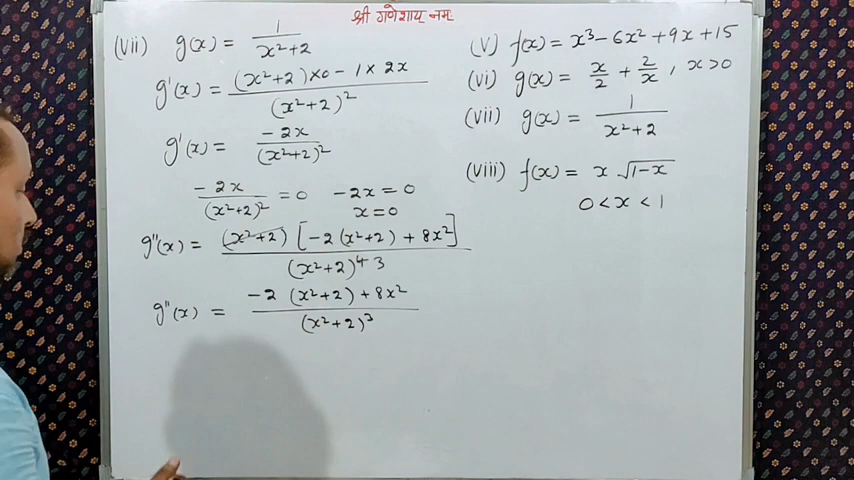 श्री गणेशाय नमः
(vii) g(x) = 1/(x²+2)
g'(x) = ((x²+2)×0 - 1×2x)/(x²+2)²
g'(x) = -2x/(x²+2)²
-2x/(x²+2)² = 0 -2x = 0
x = 0
g''(x) = (x²+2) [-2(x²+2) + 8x²]/(x²+2)⁴ 3
g''(x) = (-2 (x²+2) + 8x²)/(x²+2)³
(v) f(x) = x³ - 6x² + 9x + 15
(vi) g(x) = x/2 + 2/x, x>0
(vii) g(x) = 1/(x²+2)
(viii) f(x) = x √(1-x)
0 < x < 1